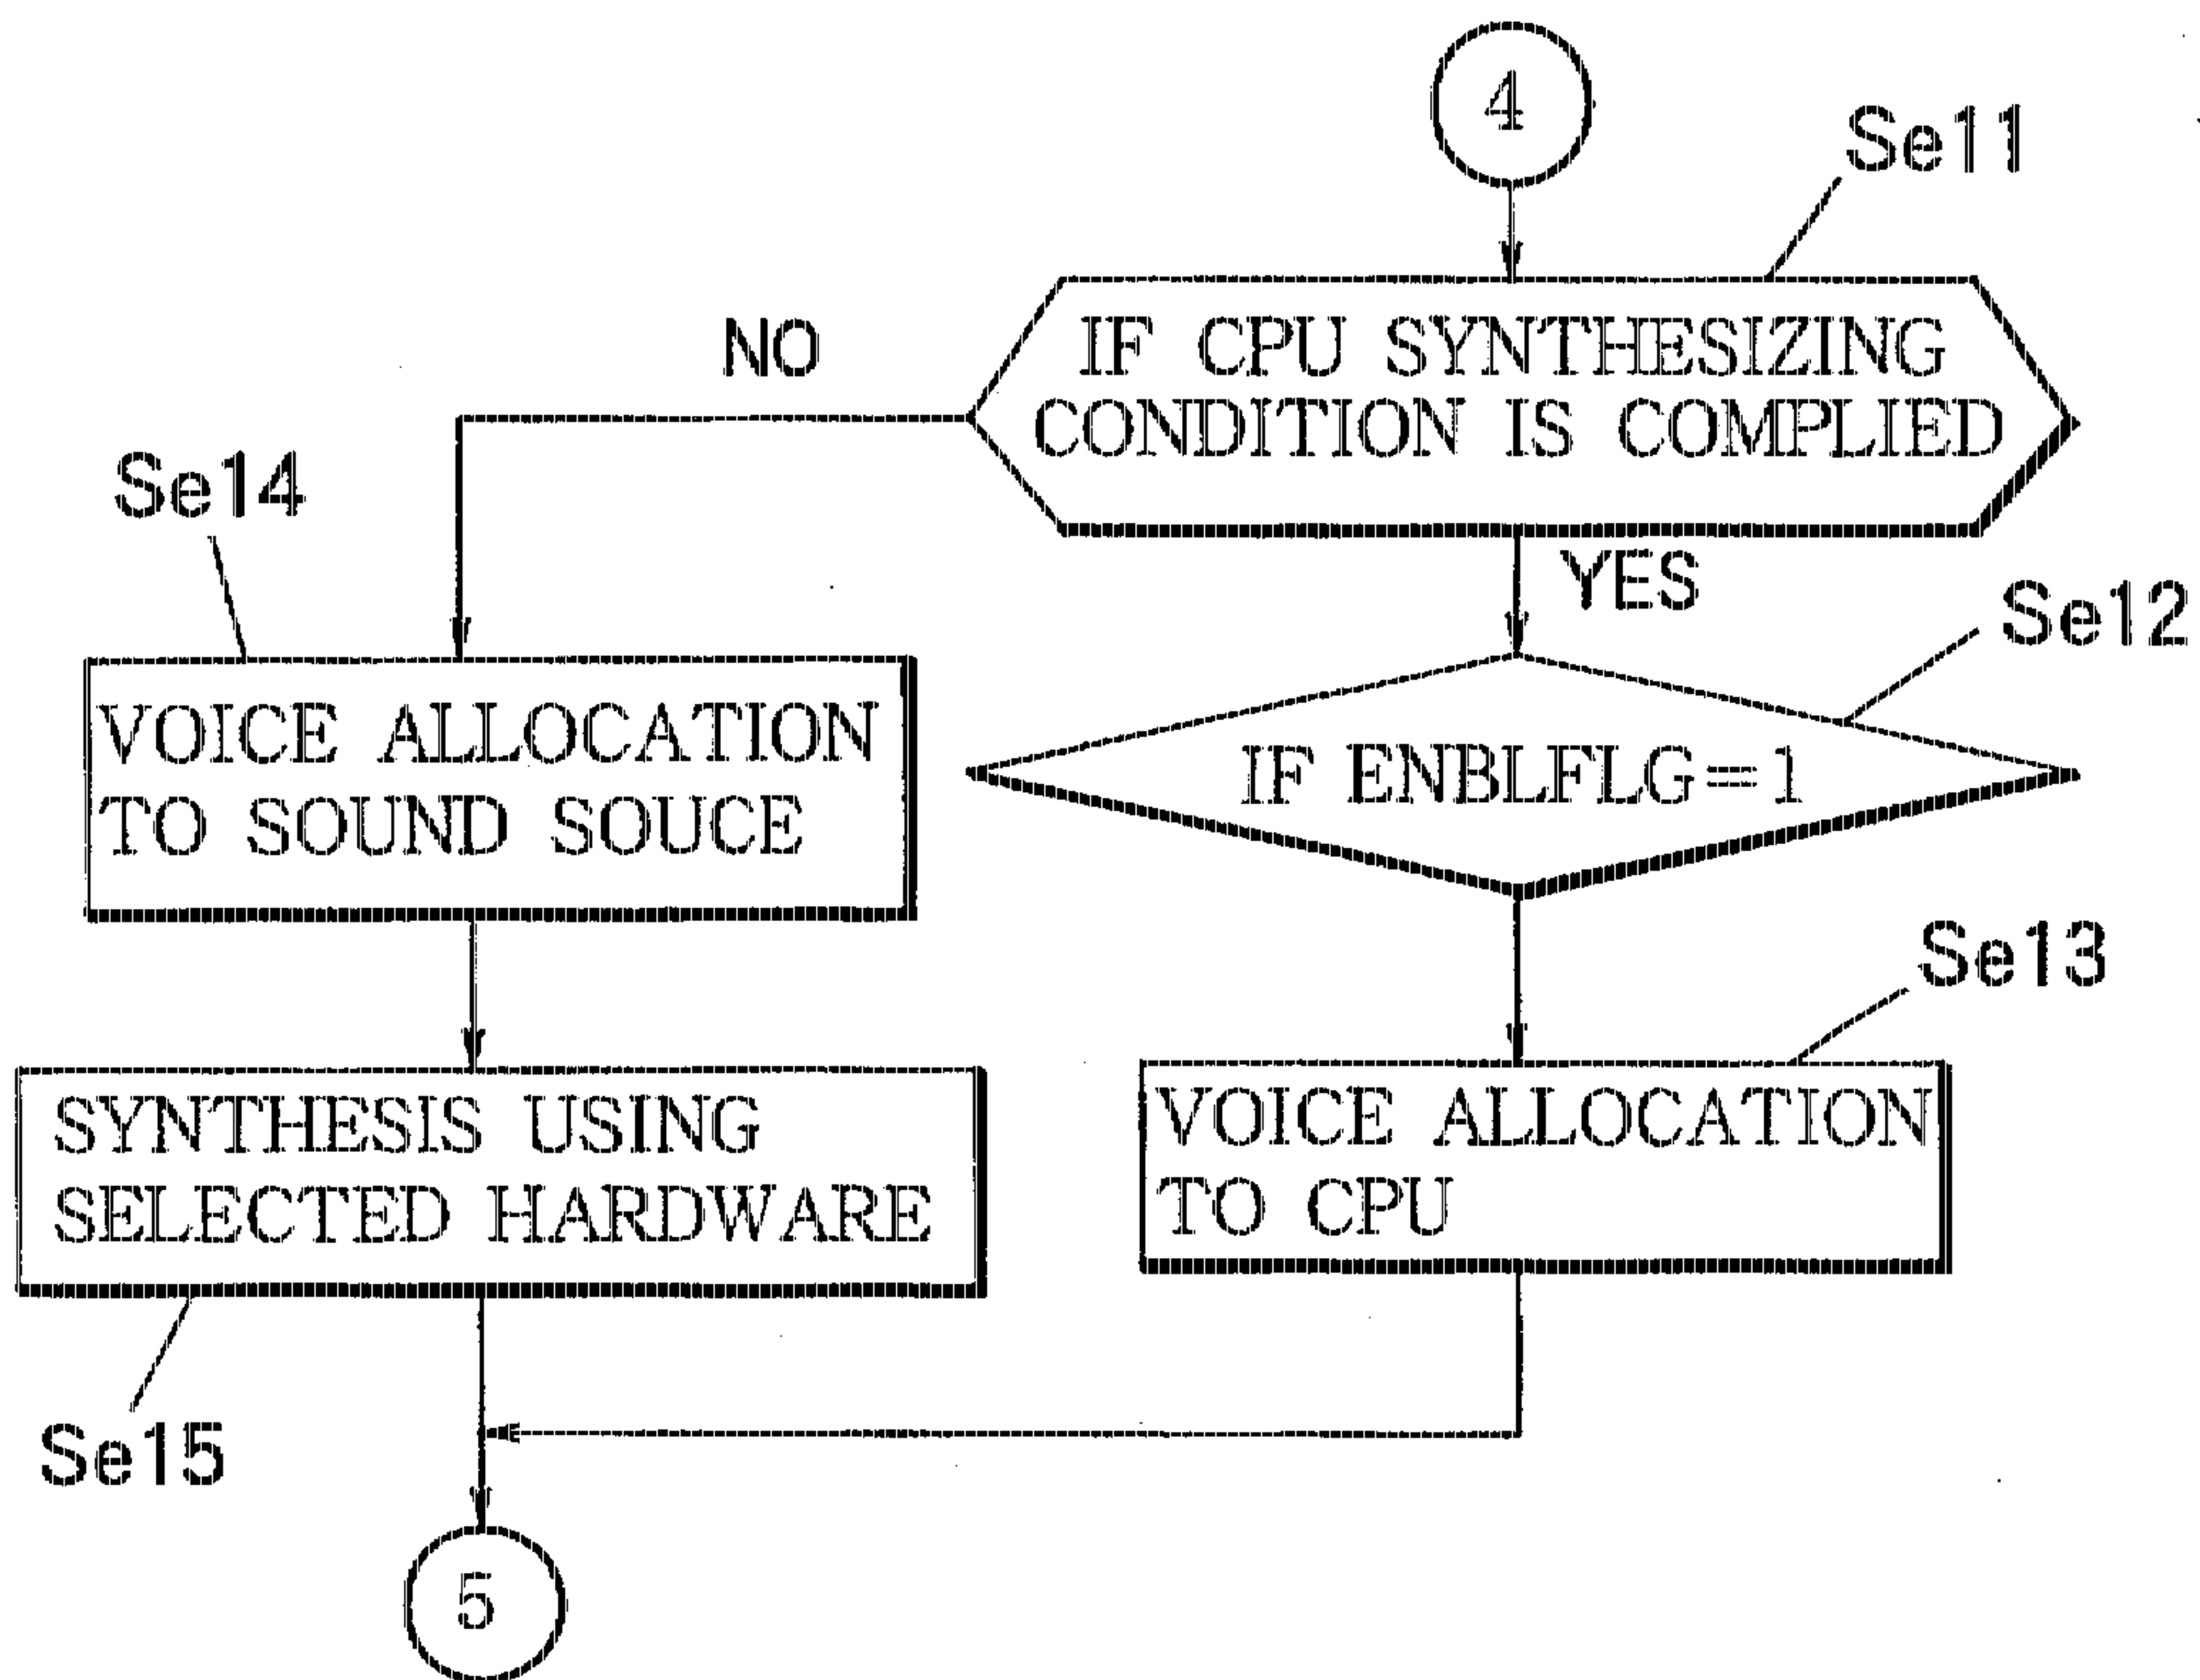 4
Se11
IF CPU SYNTHESIZING
CONDITION IS COMPLIED
NO
YES
Se14
Se12
VOICE ALLOCATION
TO SOUND SOUCE
IF ENBLFLG=1
Se13
SYNTHESIS USING
SELECTED HARDWARE
VOICE ALLOCATION
TO CPU
Se15
5